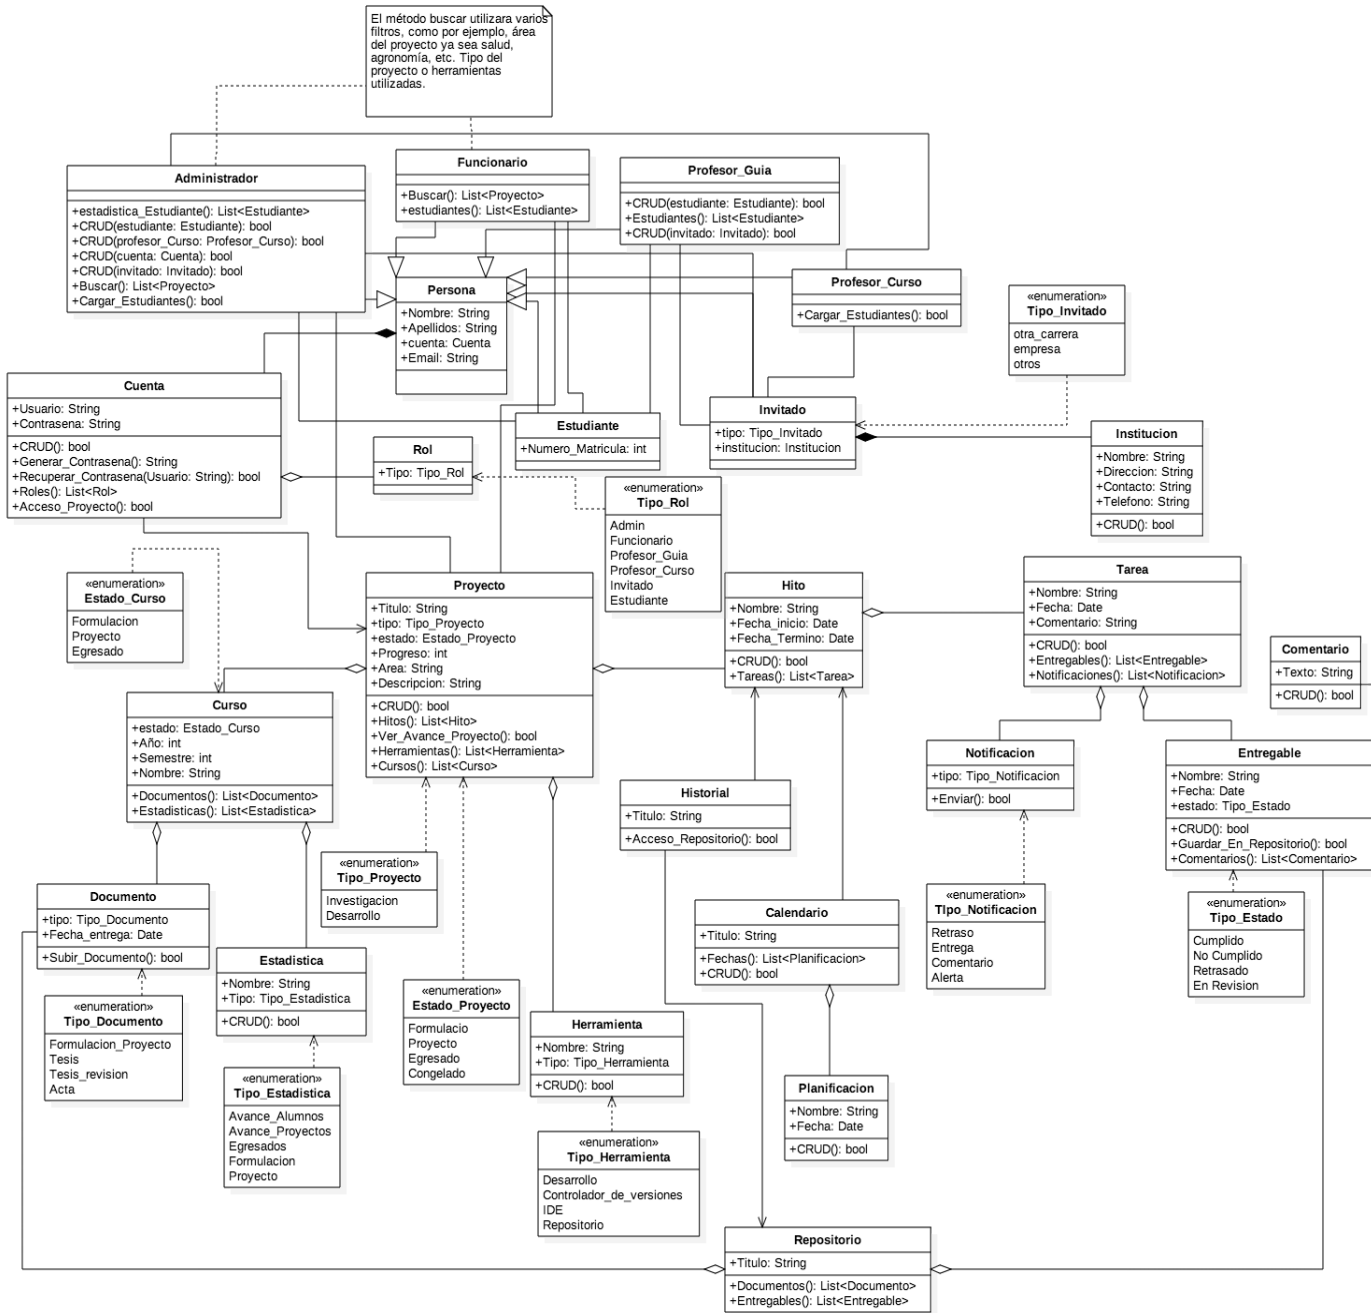 El método buscar utilizara varios
filtros, como por ejemplo, área
del proyecto ya sea salud,
agronomía, etc. Tipo del
proyecto o herramientas
utilizadas.
Administrador
+estadistica_Estudiante(): List<Estudiante>
+CRUD(estudiante: Estudiante): bool
+CRUD(profesor_Curso: Profesor_Curso): bool
+CRUD(cuenta: Cuenta): bool
+CRUD(invitado: Invitado): bool
+Buscar(): List<Proyecto>
+Cargar_Estudiantes(): bool
Funcionario
+Buscar(): List<Proyecto>
+estudiantes(): List<Estudiante>
Profesor_Guia
+CRUD(estudiante: Estudiante): bool
+Estudiantes(): List<Estudiante>
+CRUD(invitado: Invitado): bool
Persona
+Nombre: String
+Apellidos: String
+cuenta: Cuenta
+Email: String
Profesor_Curso
+Cargar_Estudiantes(): bool
«enumeration»
Tipo_Invitado
otra_carrera
empresa
otros
Cuenta
+Usuario: String
+Contrasena: String
+CRUD(): bool
+Generar_Contrasena(): String
+Recuperar_Contrasena(Usuario: String): bool
+Roles(): List<Rol>
+Acceso_Proyecto(): bool
Rol
+Tipo: Tipo_Rol
Estudiante
+Numero_Matricula: int
Invitado
+tipo: Tipo_Invitado
+institucion: Institucion
Institucion
+Nombre: String
+Direccion: String
+Contacto: String
+Telefono: String
+CRUD(): bool
«enumeration»
Tipo_Rol
Admin
Funcionario
Profesor_Guia
Profesor_Curso
Invitado
Estudiante
«enumeration»
Estado_Curso
Formulacion
Proyecto
Egresado
Proyecto
+Titulo: String
+tipo: Tipo_Proyecto
+estado: Estado_Proyecto
+Progreso: int
+Area: String
+Descripcion: String
+CRUD(): bool
+Hitos(): List<Hito>
+Ver_Avance_Proyecto(): bool
+Herramientas(): List<Herramienta>
+Cursos(): List<Curso>
Hito
+Nombre: String
+Fecha_inicio: Date
+Fecha_Termino: Date
+CRUD(): bool
+Tareas(): List<Tarea>
Tarea
+Nombre: String
+Fecha: Date
+Comentario: String
+CRUD(): bool
+Entregables(): List<Entregable>
+Notificaciones(): List<Notificacion>
Comentario
+Texto: String
+CRUD(): bool
Curso
+estado: Estado_Curso
+Año: int
+Semestre: int
+Nombre: String
+Documentos(): List<Documento>
+Estadisticas(): List<Estadistica>
Historial
+Titulo: String
+Acceso_Repositorio(): bool
Notificacion
+tipo: Tipo_Notificacion
+Enviar(): bool
Entregable
+Nombre: String
+Fecha: Date
+estado: Tipo_Estado
+CRUD(): bool
+Guardar_En_Repositorio(): bool
+Comentarios(): List<Comentario>
«enumeration»
Tipo_Proyecto
Investigacion
Desarrollo
Documento
+tipo: Tipo_Documento
+Fecha_entrega: Date
+Subir_Documento(): bool
Estadistica
+Nombre: String
+Tipo: Tipo_Estadistica
+CRUD(): bool
Calendario
+Titulo: String
+Fechas(): List<Planificacion>
+CRUD(): bool
«enumeration»
TIpo_Notificacion
Retraso
Entrega
Comentario
Alerta
«enumeration»
Tipo_Estado
Cumplido
No Cumplido
Retrasado
En Revision
«enumeration»
Tipo_Documento
Formulacion_Proyecto
Tesis
Tesis_revision
Acta
«enumeration»
Estado_Proyecto
Formulacio
Proyecto
Egresado
Congelado
Herramienta
+Nombre: String
+Tipo: Tipo_Herramienta
+CRUD(): bool
«enumeration»
Tipo_Estadistica
Avance_Alumnos
Avance_Proyectos
Egresados
Formulacion
Proyecto
Planificacion
+Nombre: String
+Fecha: Date
+CRUD(): bool
«enumeration»
Tipo_Herramienta
Desarrollo
Controlador_de_versiones
IDE
Repositorio
Repositorio
+Titulo: String
+Documentos(): List<Documento>
+Entregables(): List<Entregable>